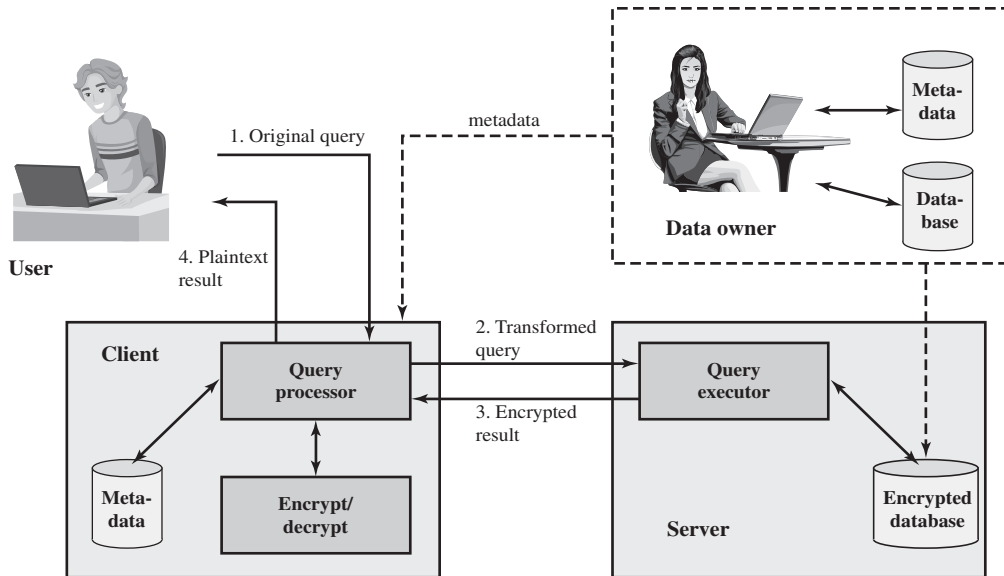 Meta-
data
metadata
1. Original query
Data-
base
Data owner
User
4. Plaintext
result
Client
2. Transformed
query
Query
processor
Query
executor
3. Encrypted
result
Meta-
data
Encrypt/
decrypt
Encrypted
database
Server